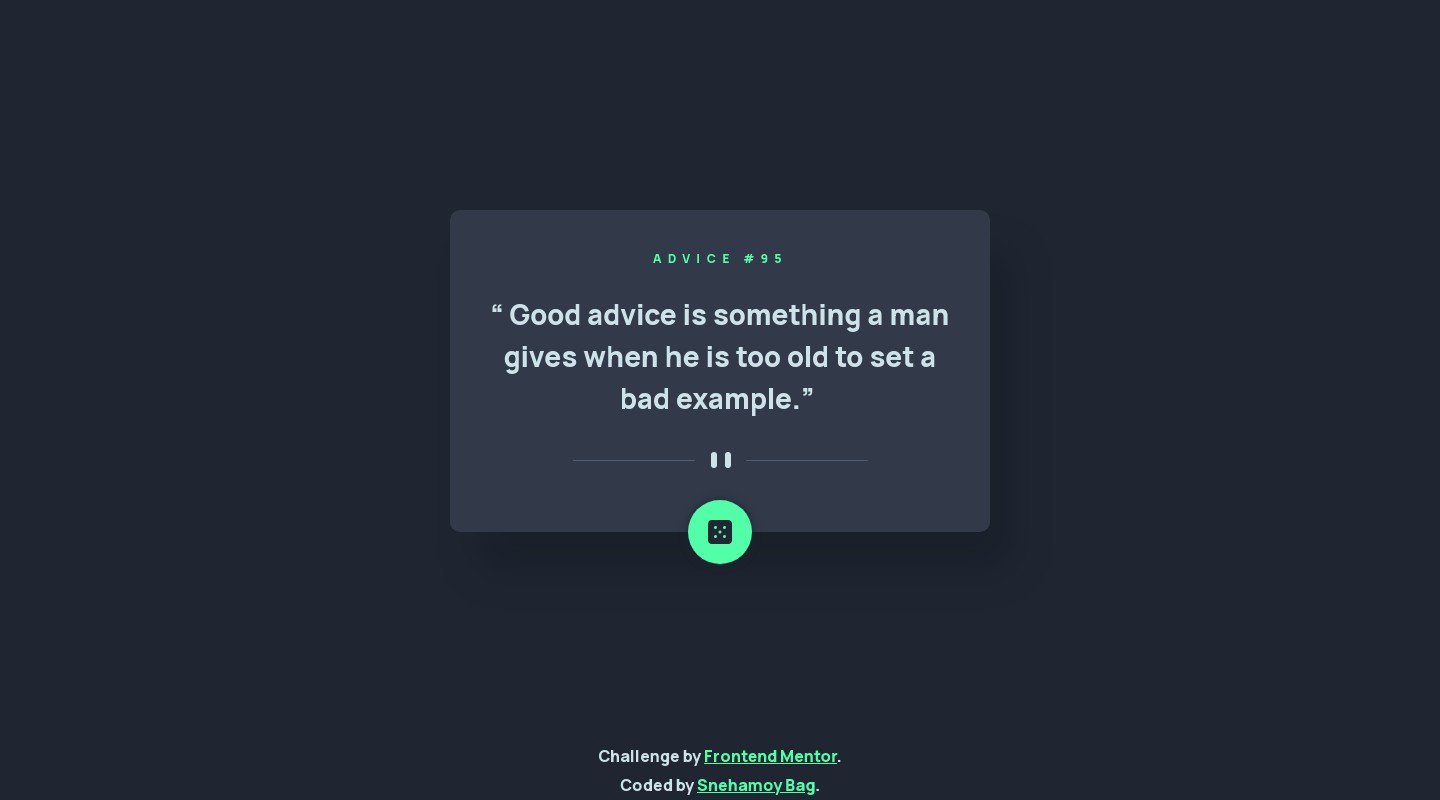 ADVICE #95
“ Good advice is something a man
gives when he is too old to set a
bad example.”
Challenge by Frontend Mentor.
Coded by Snehamoy Bag.